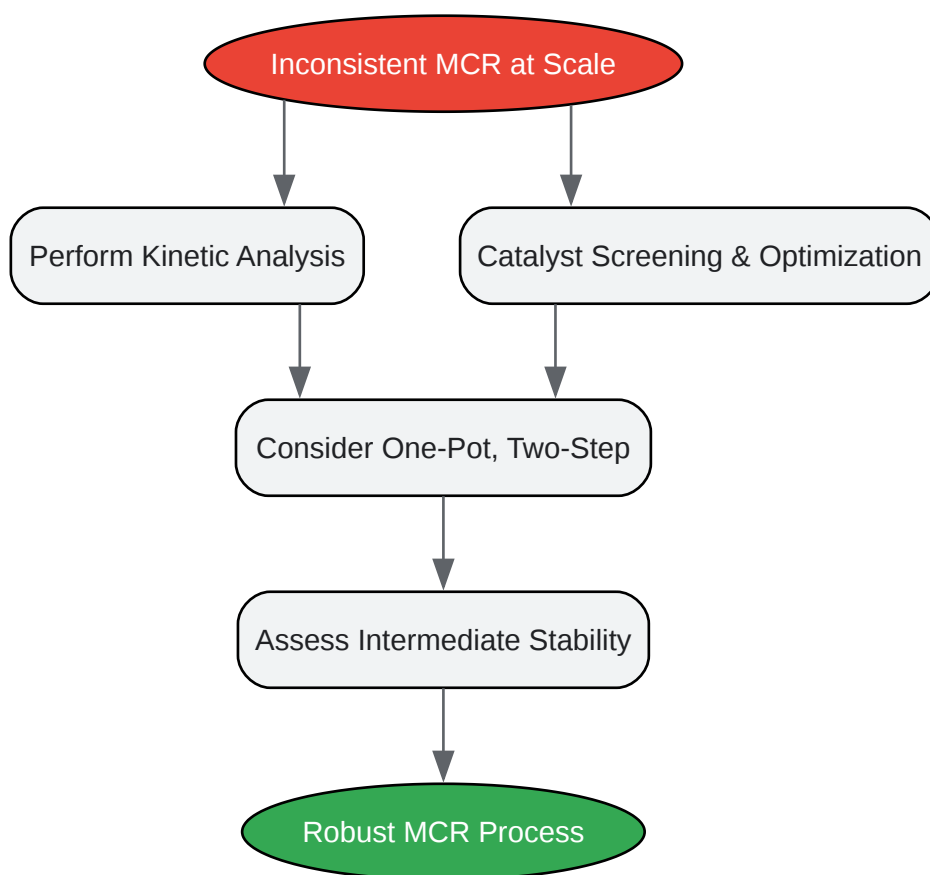 Inconsistent MCR at Scale
Perform Kinetic Analysis
Catalyst Screening & Optimization
Consider One-Pot, Two-Step
Assess Intermediate Stability
Robust MCR Process